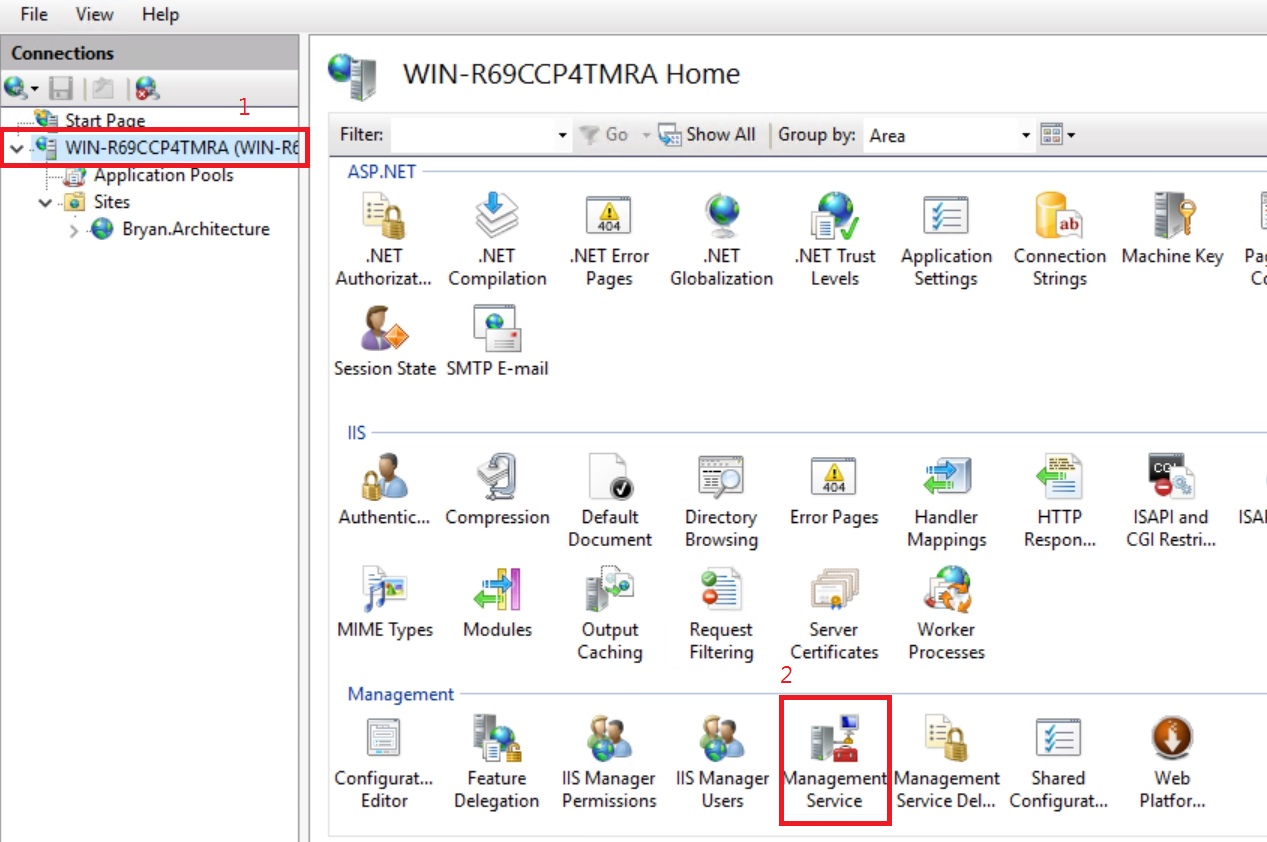 File View Help
Connections
1
Start Page
WIN-R69CCP4TMRA (WIN-R6
Application Pools
Sites
Bryan.Architecture
WIN-R69CCP4TMRA Home
Filter: Go Show All Group by: Area
ASP.NET
.NET Authorizat...
.NET Compilation
.NET Error Pages
.NET Globalization
.NET Trust Levels
Application Settings
Connection Strings
Machine Key
Pag
Co
404
ab
Session State
SMTP E-mail
IIS
Authentic...
Compression
Default Document
Directory Browsing
Error Pages
Handler Mappings
HTTP Respon...
ISAPI and CGI Restri...
ISAI
404
CGI
MIME Types
Modules
Output Caching
Request Filtering
Server Certificates
Worker Processes
2
Management
Configurat... Editor
Feature Delegation
IIS Manager Permissions
IIS Manager Users
Management Service
Management Service Del...
Shared Configurat...
Web Platfor...